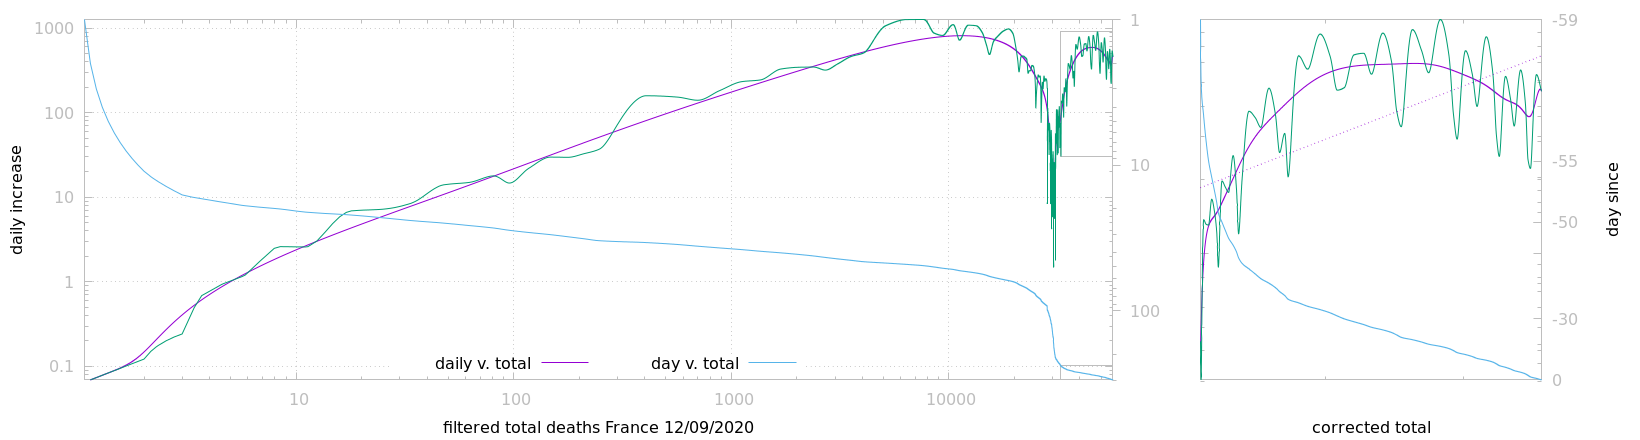 1000
100
10
1
0.1
daily increase
daily v. total
day v. total
10
100
1000
10000
filtered total deaths France 12/09/2020
1
10
100
-59
-55
-50
-30
0
day since
corrected total